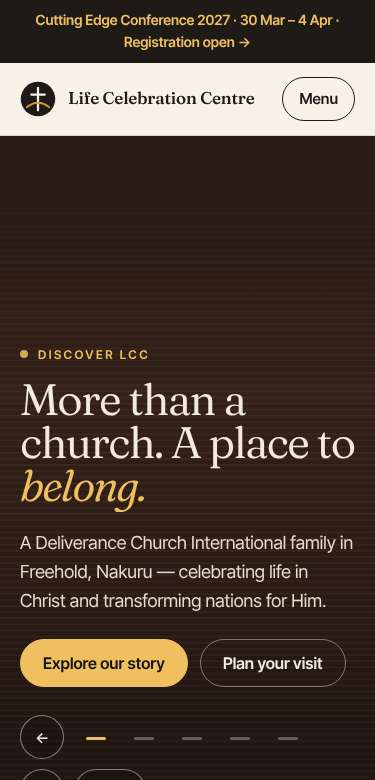 Cutting Edge Conference 2027 · 30 Mar – 4 Apr ·
Registration open →
Life Celebration Centre
Menu
DISCOVER LCC
More than a
church. A place to
belong.
A Deliverance Church International family in
Freehold, Nakuru — celebrating life in
Christ and transforming nations for Him.
Explore our story
Plan your visit
←